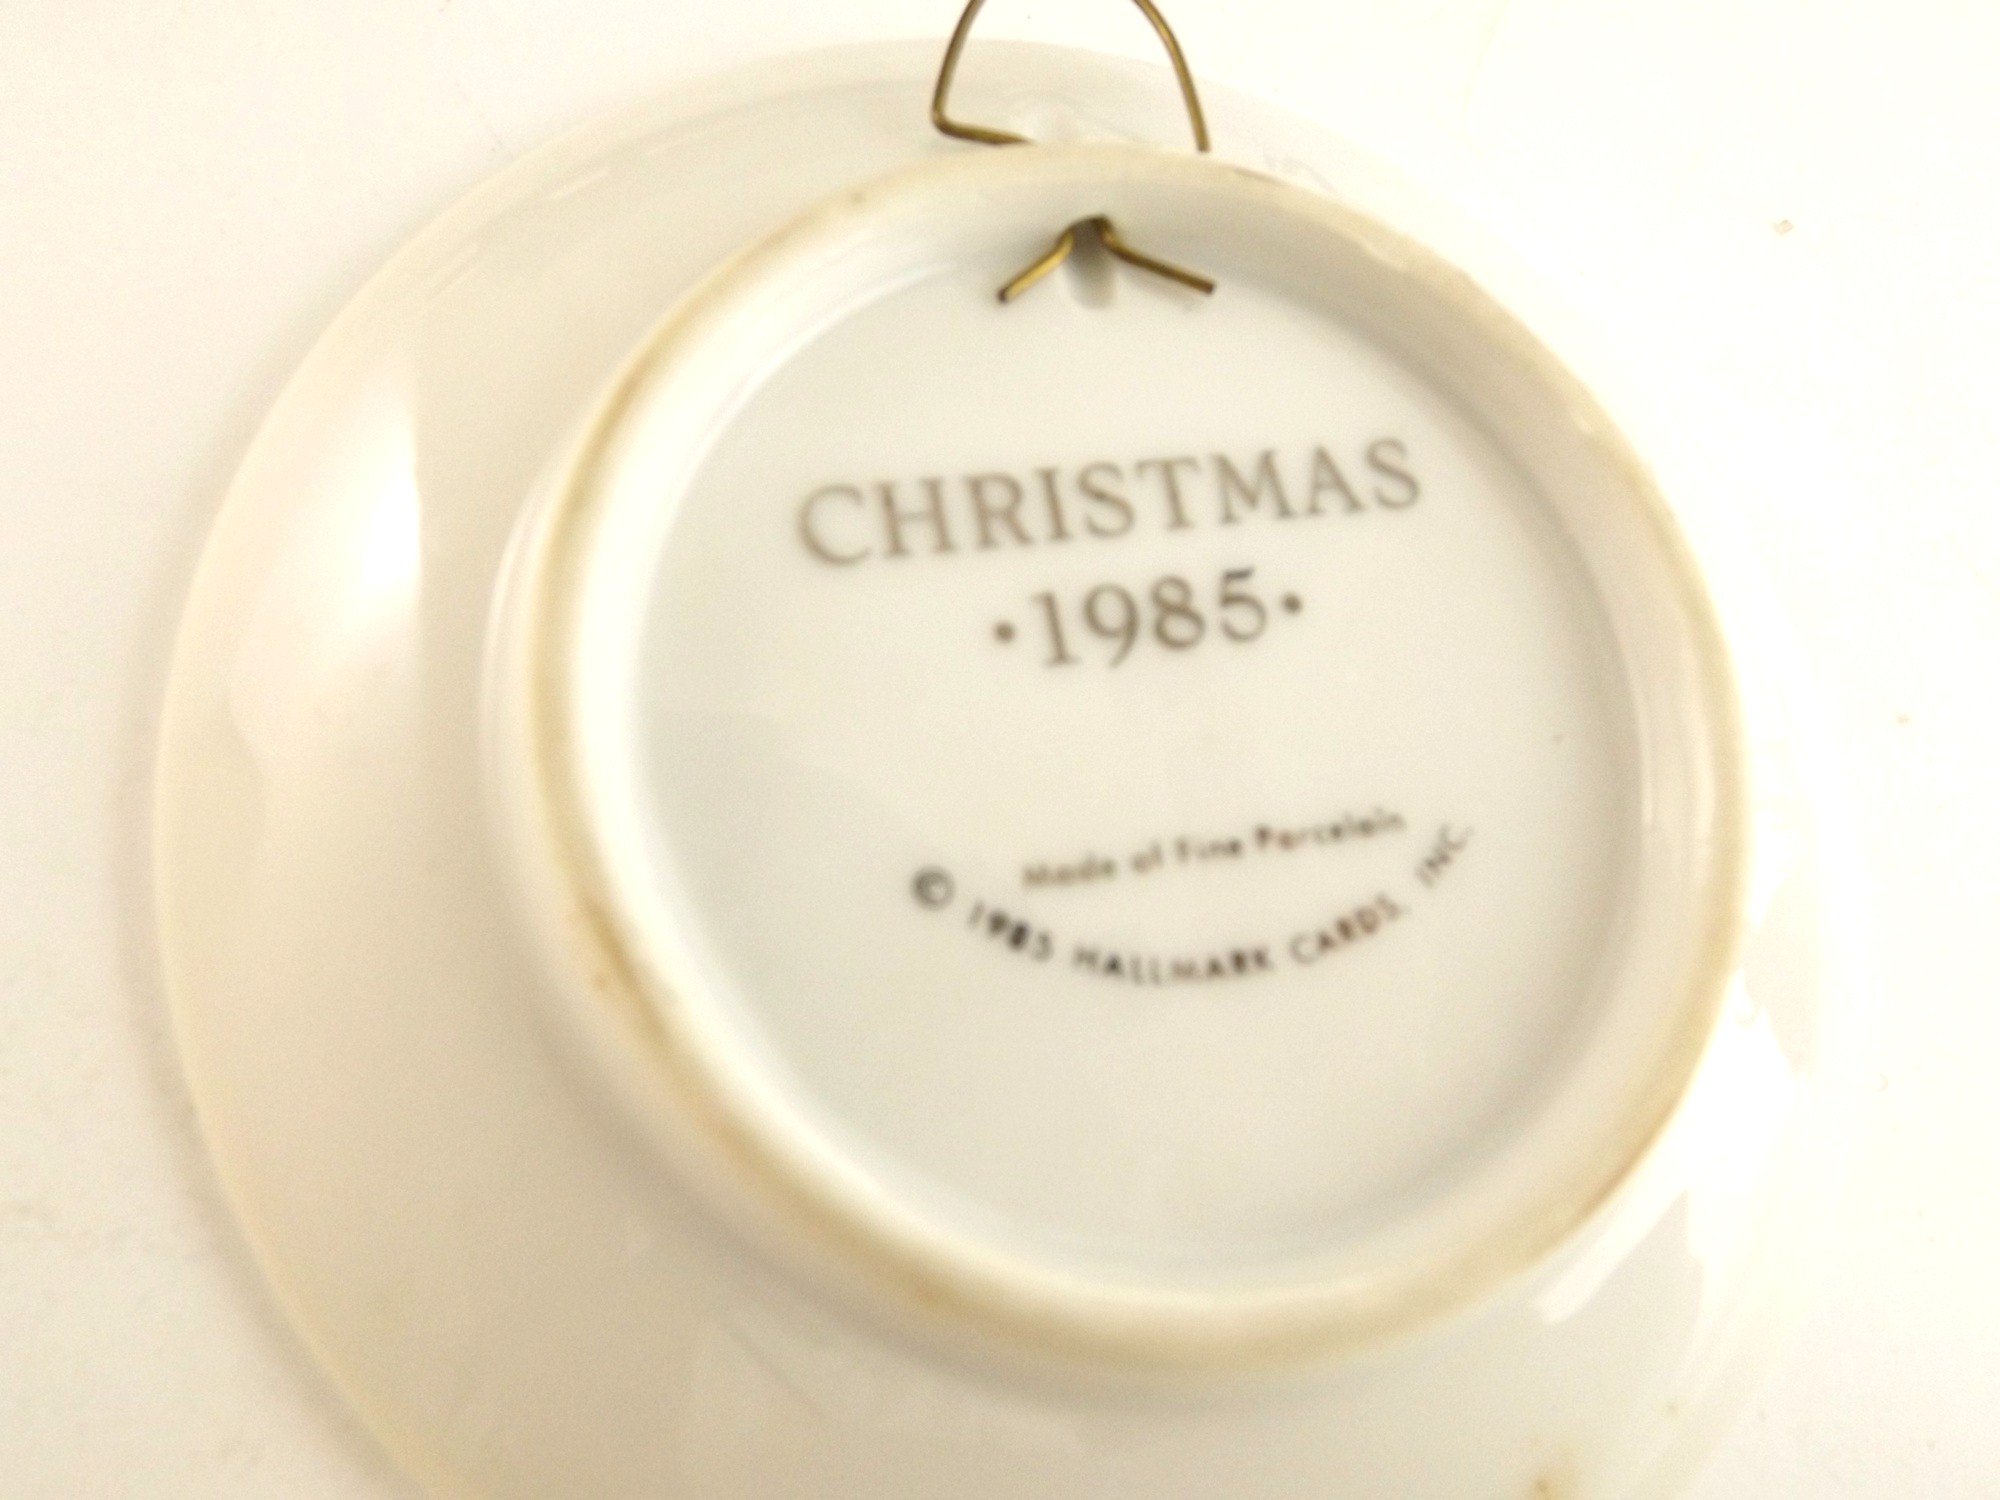 CHRISTMAS
·1985·
Made of Fine Porcelain
© 1985 HALLMARK CARDS, INC.